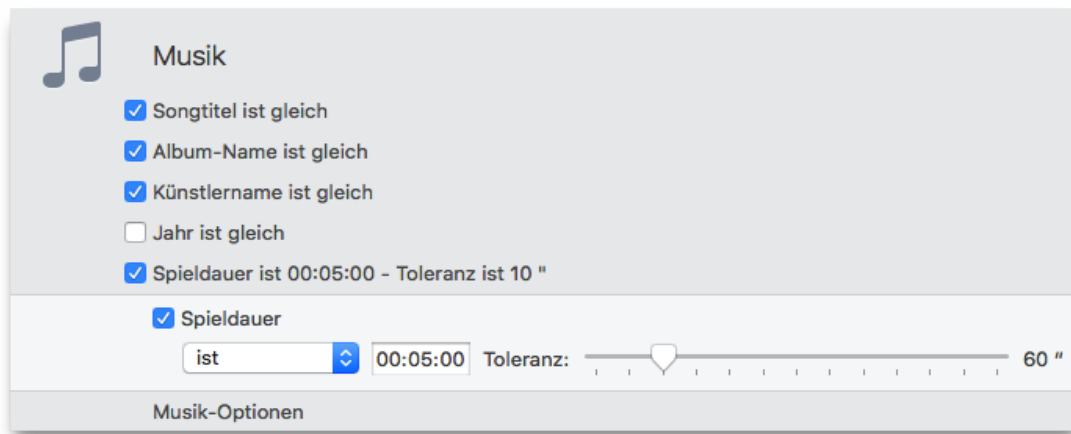 Musik
Songtitel ist gleich
Album-Name ist gleich
Künstlername ist gleich
Jahr ist gleich
Spieldauer ist 00:05:00 - Toleranz ist 10 "
Spieldauer
ist 00:05:00 Toleranz: 60 "
Musik-Optionen